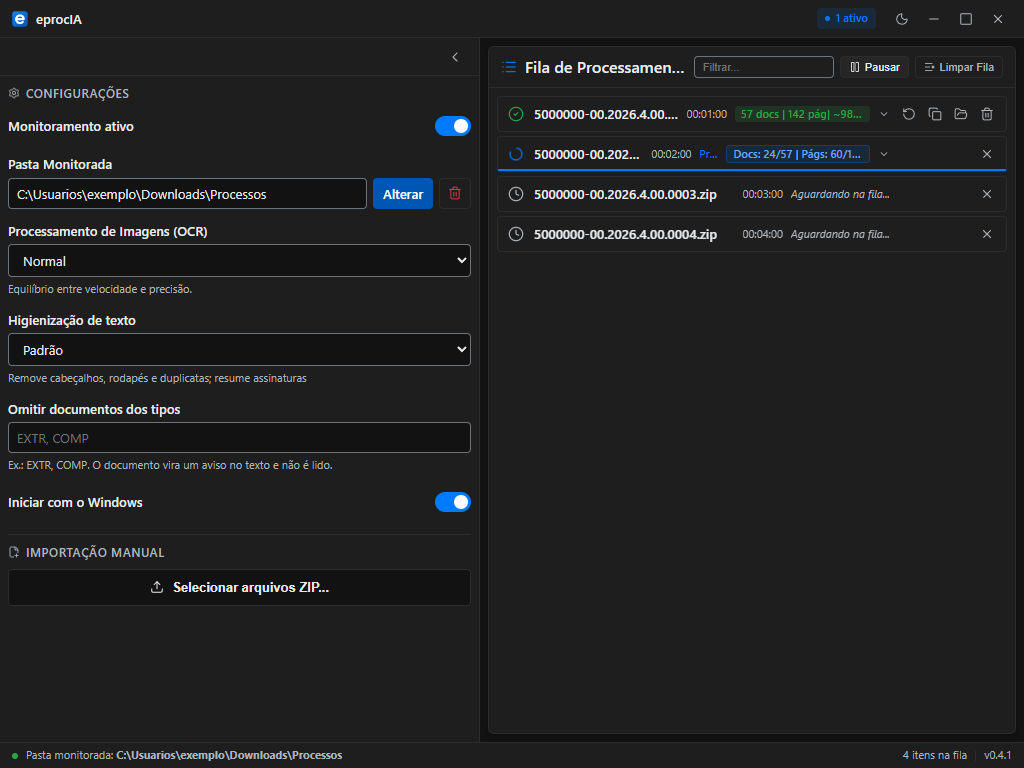 eprocIA
1 ativo
CONFIGURAÇÕES
Monitoramento ativo
Pasta Monitorada
C:\Usuarios\exemplo\Downloads\Processos
Alterar
Processamento de Imagens (OCR)
Normal
Equilíbrio entre velocidade e precisão.
Higienização de texto
Padrão
Remove cabeçalhos, rodapés e duplicatas; resume assinaturas
Omitir documentos dos tipos
EXTR, COMP
Ex.: EXTR, COMP. O documento vira um aviso no texto e não é lido.
Iniciar com o Windows
IMPORTAÇÃO MANUAL
Selecionar arquivos ZIP...
Fila de Processamen... Filtrar... Pausar Limpar Fila
5000000-00.2026.4.00.... 00:01:00 57 docs | 142 pág| ~98...
5000000-00.202... 00:02:00 Pr... Docs: 24/57 | Págs: 60/1...
5000000-00.2026.4.00.0003.zip 00:03:00 Aguardando na fila...
5000000-00.2026.4.00.0004.zip 00:04:00 Aguardando na fila...
Pasta monitorada: C:\Usuarios\exemplo\Downloads\Processos
4 itens na fila v0.4.1